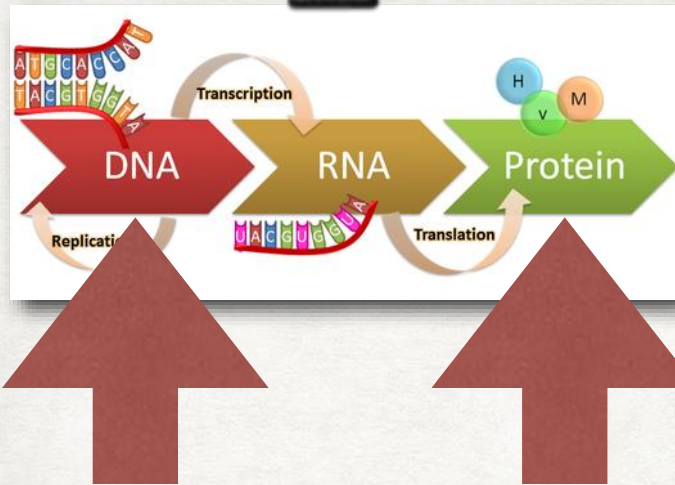 ATGCACCAT
TACGTGGTA
Transcription
DNA
RNA
Protein
H
V
M
UACGUGGUA
Translation